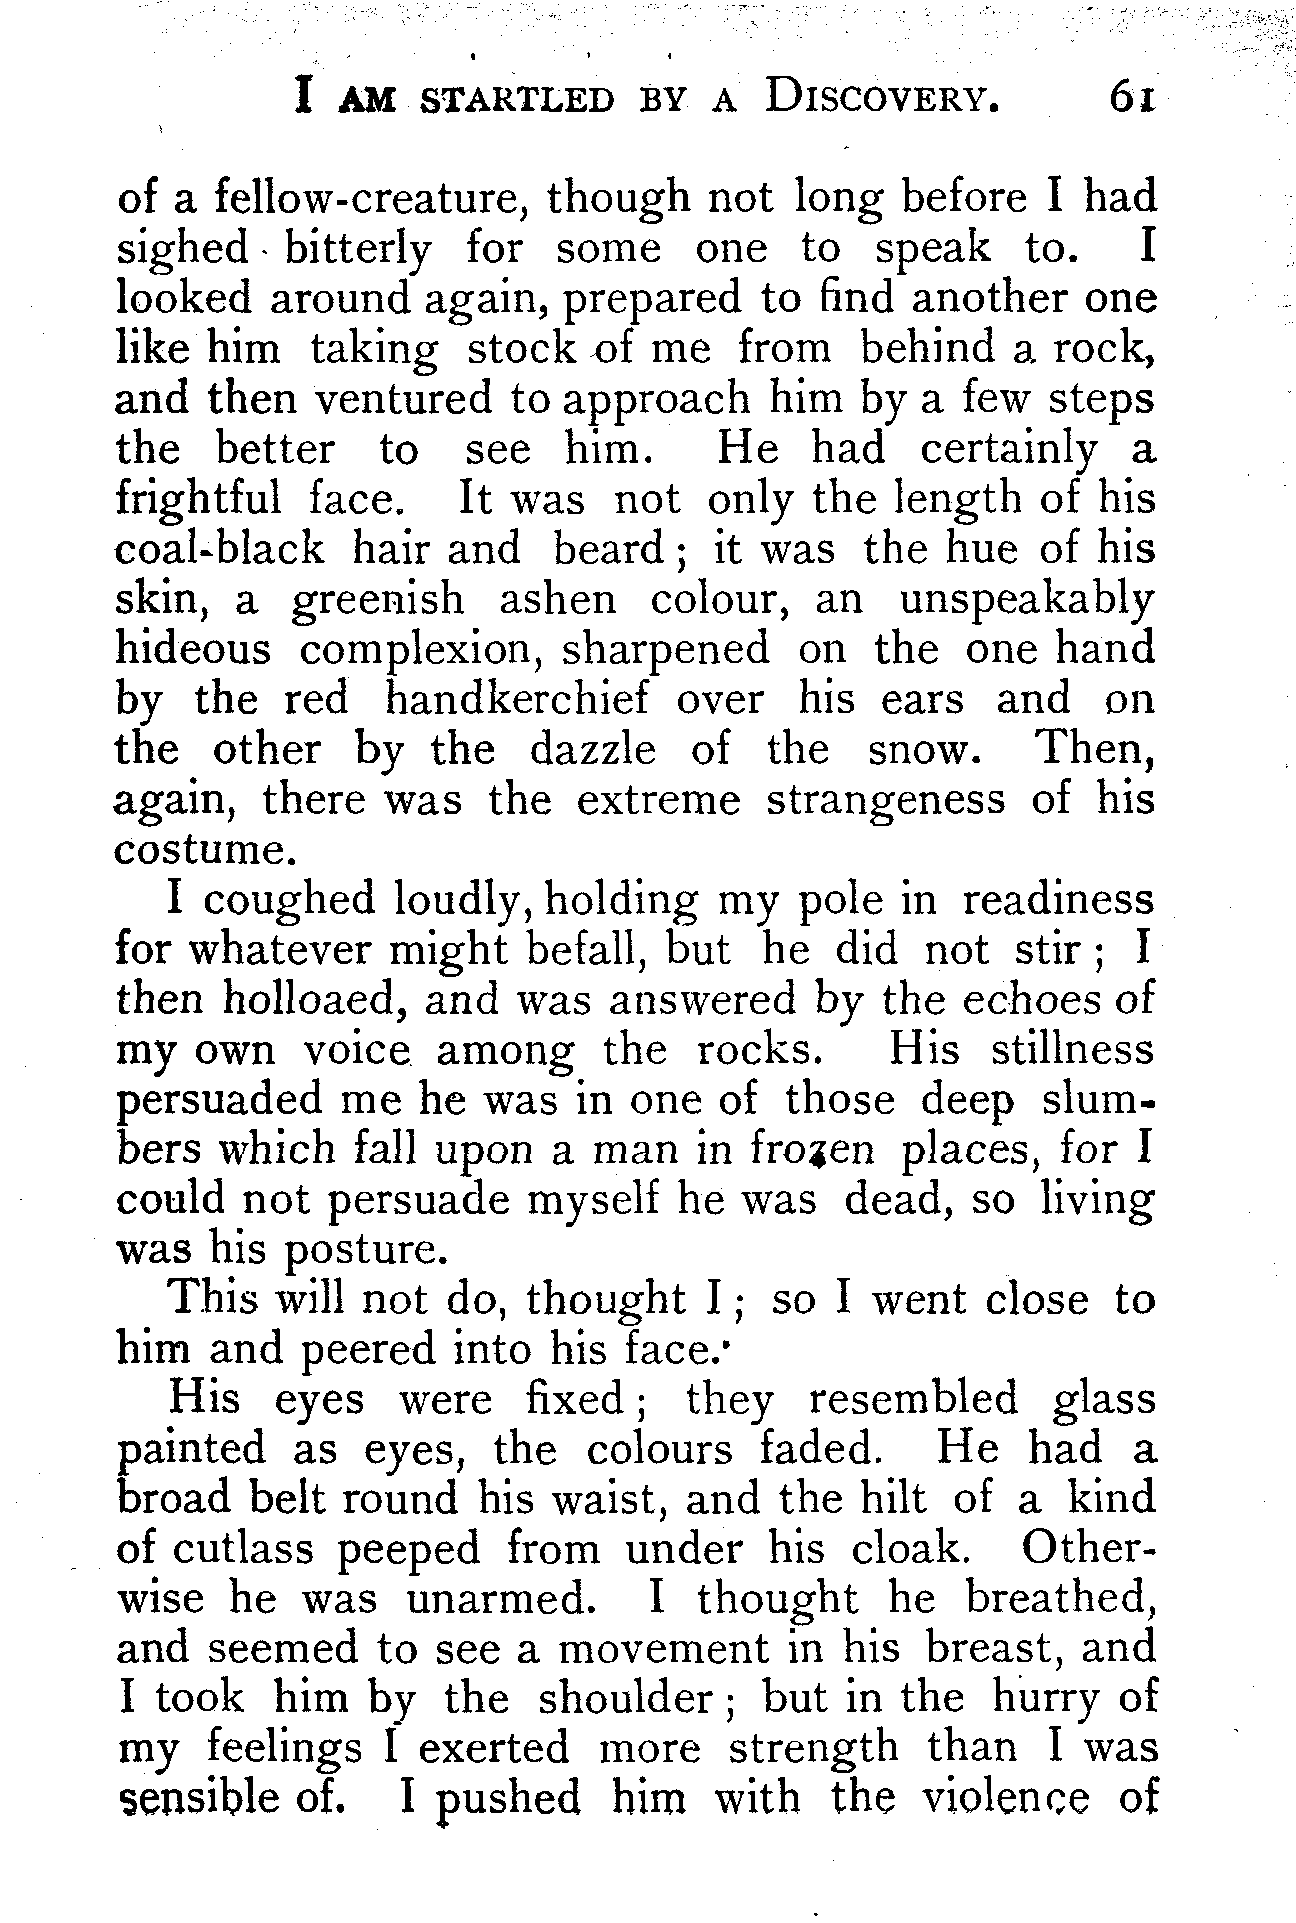 I AM STARTLED BY A DISCOVERY. 61
of a fellow-creature, though not long before I had
sighed bitterly for some one to speak to. I
looked around again, prepared to find another one
like him taking stock of me from behind a rock,
and then ventured to approach him by a few steps
the better to see him. He had certainly a
frightful face. It was not only the length of his
coal-black hair and beard ; it was the hue of his
skin, a greenish ashen colour, an unspeakably
hideous complexion, sharpened on the one hand
by the red handkerchief over his ears and on
the other by the dazzle of the snow. Then,
again, there was the extreme strangeness of his
costume.
I coughed loudly, holding my pole in readiness
for whatever might befall, but he did not stir ; I
then holloaed, and was answered by the echoes of
my own voice among the rocks. His stillness
persuaded me he was in one of those deep slum-
bers which fall upon a man in frozen places, for I
could not persuade myself he was dead, so living
was his posture.
This will not do, thought I ; so I went close to
him and peered into his face.
His eyes were fixed ; they resembled glass
painted as eyes, the colours faded. He had a
broad belt round his waist, and the hilt of a kind
of cutlass peeped from under his cloak. Other-
wise he was unarmed. I thought he breathed,
and seemed to see a movement in his breast, and
I took him by the shoulder ; but in the hurry of
my feelings I exerted more strength than I was
sensible of. I pushed him with the violence of